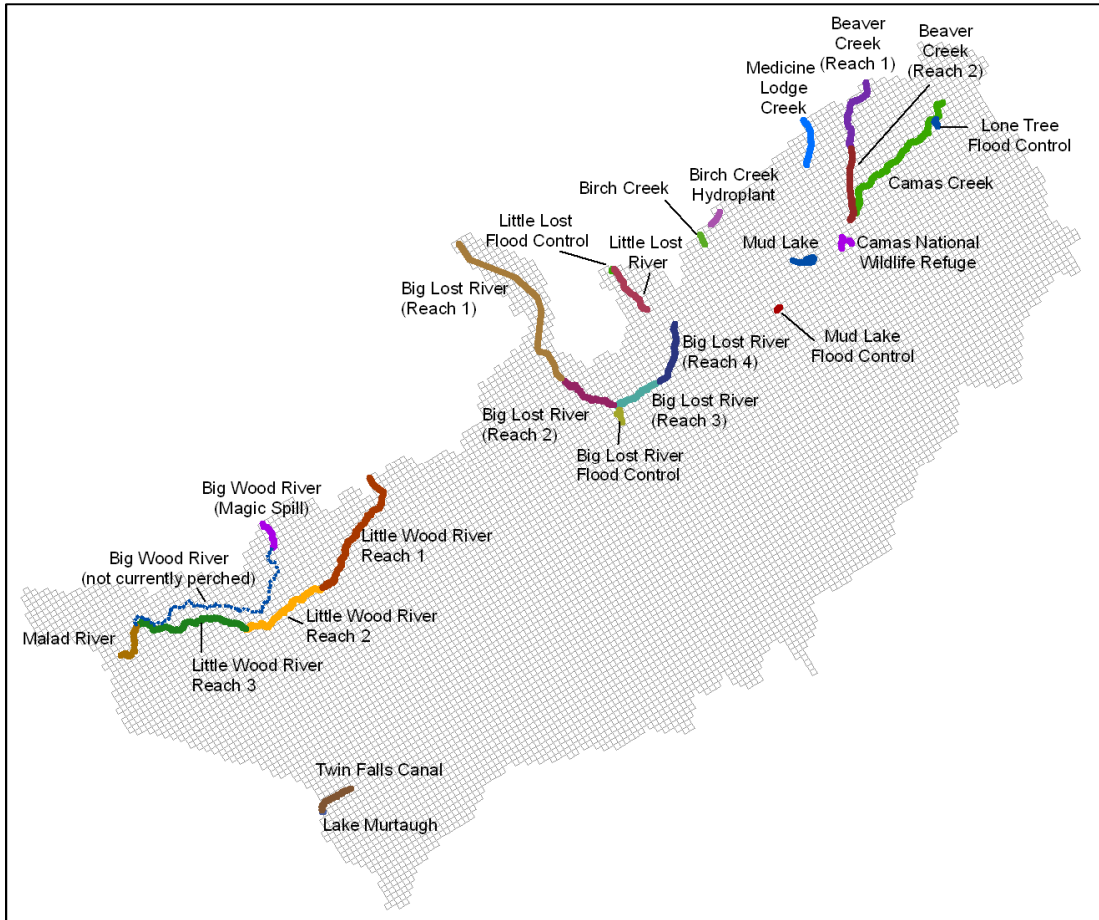 Beaver
Creek
(Reach 1)
Beaver
Creek
(Reach 2)
Medicine
Lodge
Creek
Lone Tree
Flood Control
Camas Creek
Birch Creek
Hydroplant
Birch Creek
Little Lost
Flood Control
Little Lost
River
Mud Lake
Camas National
Wildlife Refuge
Big Lost River
(Reach 1)
Mud Lake
Flood Control
Big Lost River
(Reach 4)
Big Lost River
(Reach 3)
Big Lost River
(Reach 2)
Big Lost River
Flood Control
Big Wood River
(Magic Spill)
Little Wood River
Reach 1
Big Wood River
(not currently perched)
Little Wood River
Reach 2
Malad River
Little Wood River
Reach 3
Twin Falls Canal
Lake Murtaugh